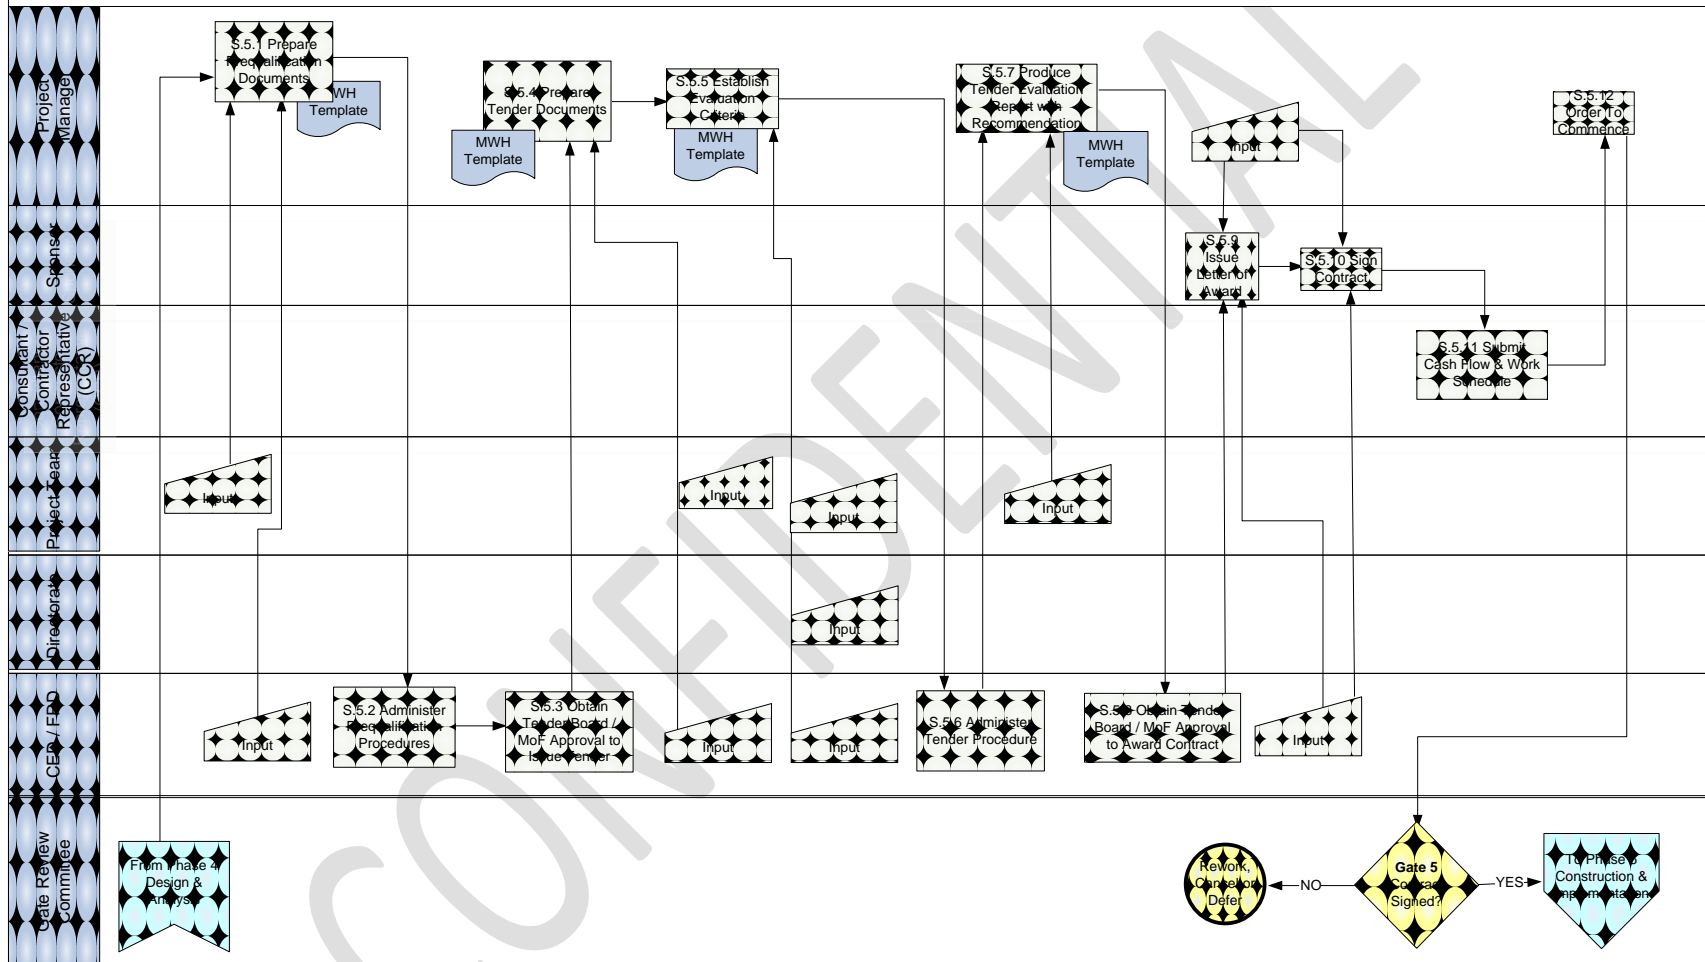 Project
Manager
Sponser
Consultant /
Contractor
Representative
(CCR)
Project Team
Directorate
CED / FPD
Gate Review
Committee
S.5.1 Prepare
Prequalification
Documents
MWH
Template
S.5.4 Prepare
Tender Documents
MWH
Template
S.5.5 Establish
Evaluation
Criteria
MWH
Template
S.5.7 Produce
Tender Evaluation
Report with
Recommendation
MWH
Template
Input
S.5.12
Order To
Commence
S.5.9
Issue
Letter of
Award
S.5.10 Sign
Contract
S.5.11 Submit
Cash Flow & Work
Schedule
Input
Input
Input
Input
Input
Input
S.5.2 Administer
Prequalification
Procedures
S.5.3 Obtain
Tender Board /
MoF Approval to
Issue Tender
Input
Input
S.5.6 Administer
Tender Procedure
S.5.8 Obtain Tender
Board / MoF Approval
to Award Contract
Input
From Phase 4
Design &
Analysis
Rework,
Cancel or
Defer
NO
Gate 5
Contract
Signed?
YES
To Phase 6
Construction &
Implementation
CONFIDENTIAL